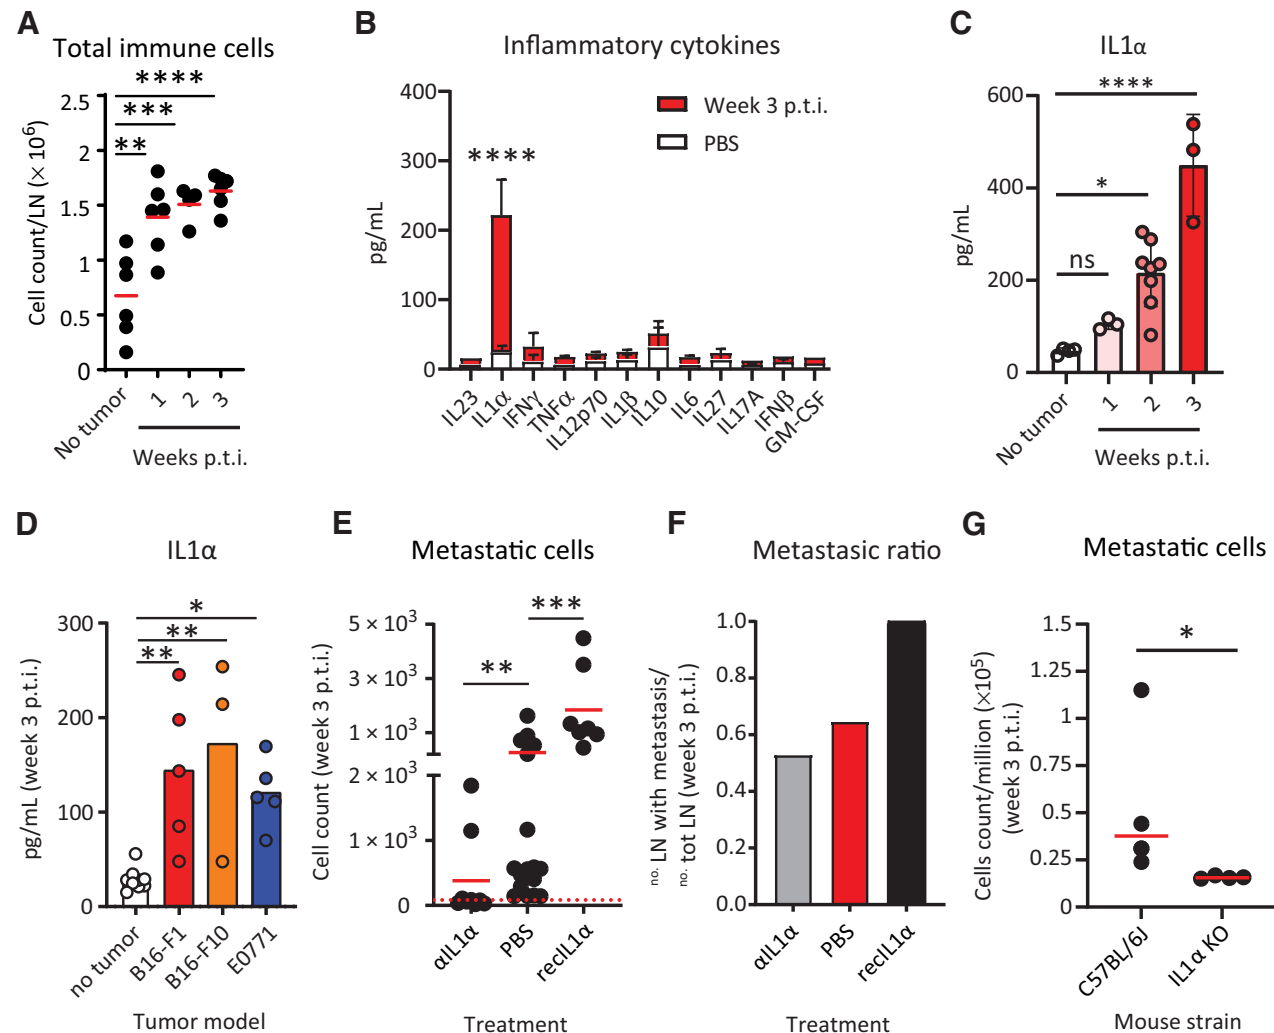 A
Total immune cells
****
***
**
Cell count/LN (× 10⁶)
2.5
2
1.5
1
0.5
0
No tumor
1
2
3
Weeks p.t.i.
B
Inflammatory cytokines
Week 3 p.t.i.
PBS
****
pg/mL
400
300
200
100
0
IL23
IL1α
IFNγ
TNFα
IL12p70
IL1β
IL10
IL6
IL27
IL17A
IFNβ
GM-CSF
C
IL1α
****
*
ns
pg/mL
600
400
200
0
No tumor
1
2
3
Weeks p.t.i.
D
IL1α
*
**
**
pg/mL (week 3 p.t.i.)
300
200
100
0
no tumor
B16-F1
B16-F10
E0771
Tumor model
E
Metastatic cells
***
**
Cell count (week 3 p.t.i.)
5 × 10³
3 × 10³
1 × 10³
2 × 10³
1 × 10³
0
αIL1α
PBS
recIL1α
Treatment
F
Metastasic ratio
no. LN with metastasis/
no. tot LN (week 3 p.t.i.)
1.0
0.8
0.6
0.4
0.2
0.0
αIL1α
PBS
recIL1α
Treatment
G
Metastatic cells
*
Cells count/million (×10⁵)
(week 3 p.t.i.)
1.5
1.25
1
0.75
0.5
0.25
0
C57BL/6J
IL1α KO
Mouse strain